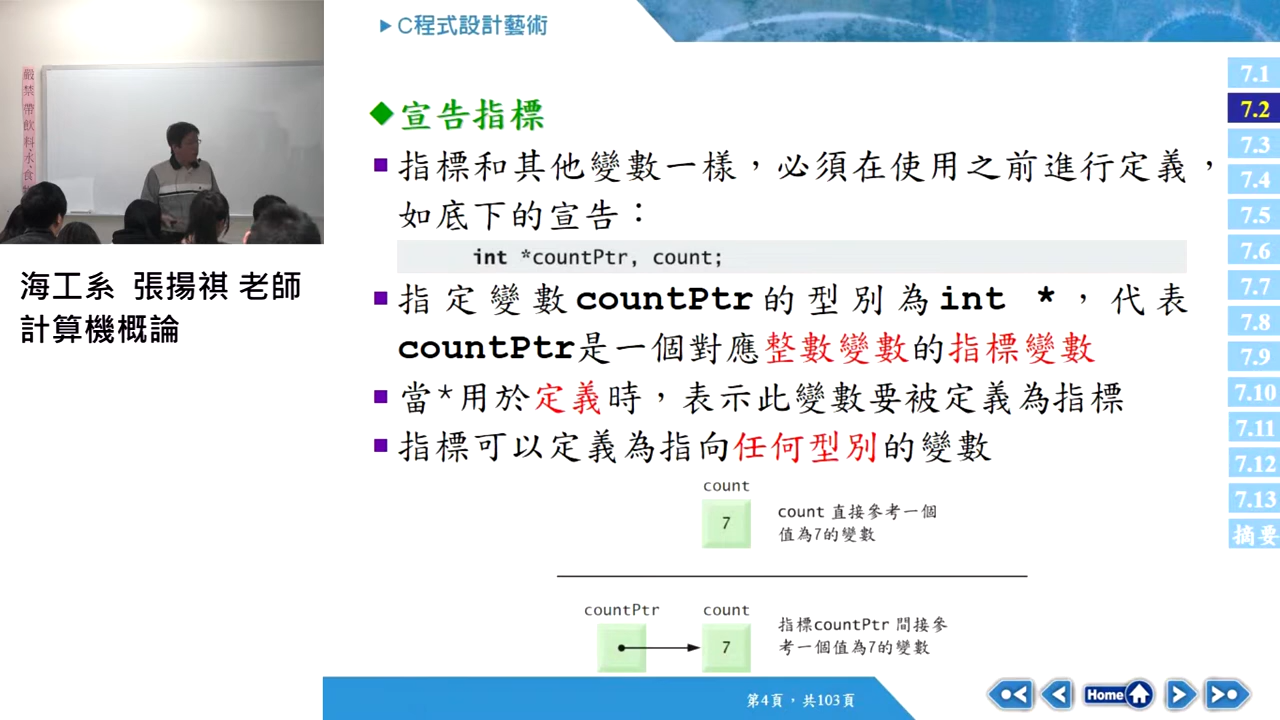 C程式設計藝術
嚴禁帶飲料水食
海工系 張揚祺 老師
計算機概論
宣告指標
指標和其他變數一樣，必須在使用之前進行定義，
如底下的宣告：
int *countPtr, count;
指定變數countPtr的型別為int *，代表
countPtr是一個對應整數變數的指標變數
當*用於定義時，表示此變數要被定義為指標
指標可以定義為指向任何型別的變數
count
7
count 直接參考一個
值為7的變數
countPtr
count
7
指標countPtr 間接參
考一個值為7的變數
第4頁，共103頁
Home
7.1
7.2
7.3
7.4
7.5
7.6
7.7
7.8
7.9
7.10
7.11
7.12
7.13
摘要